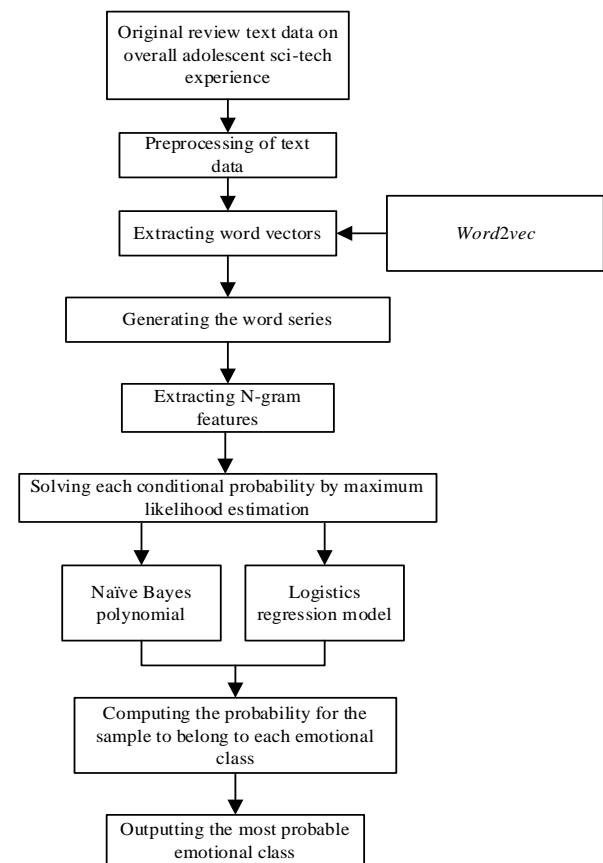 Original review text data on
overall adolescent sci-tech
experience
Preprocessing of text
data
Extracting word vectors
Word2vec
Generating the word series
Extracting N-gram
features
Solving each conditional probability by maximum
likelihood estimation
Naïve Bayes
polynomial
Logistics
regression model
Computing the probability for the
sample to belong to each emotional
class
Outputting the most probable
emotional class